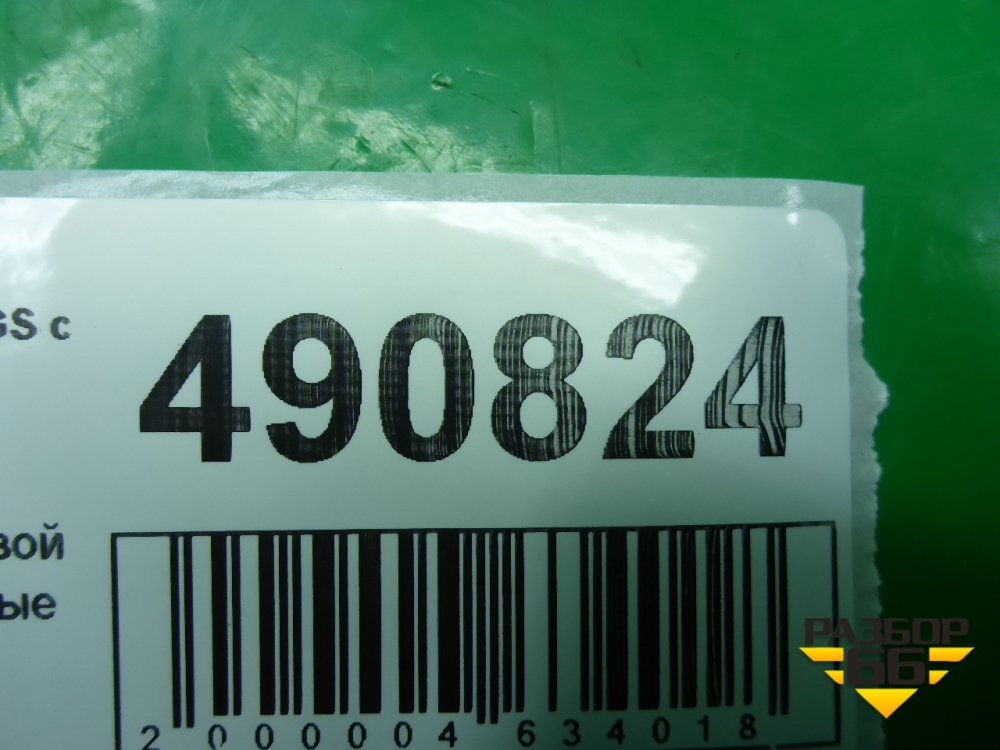 GS с
490824
вой
ые
2 000004 634018
РАЗБОР
66